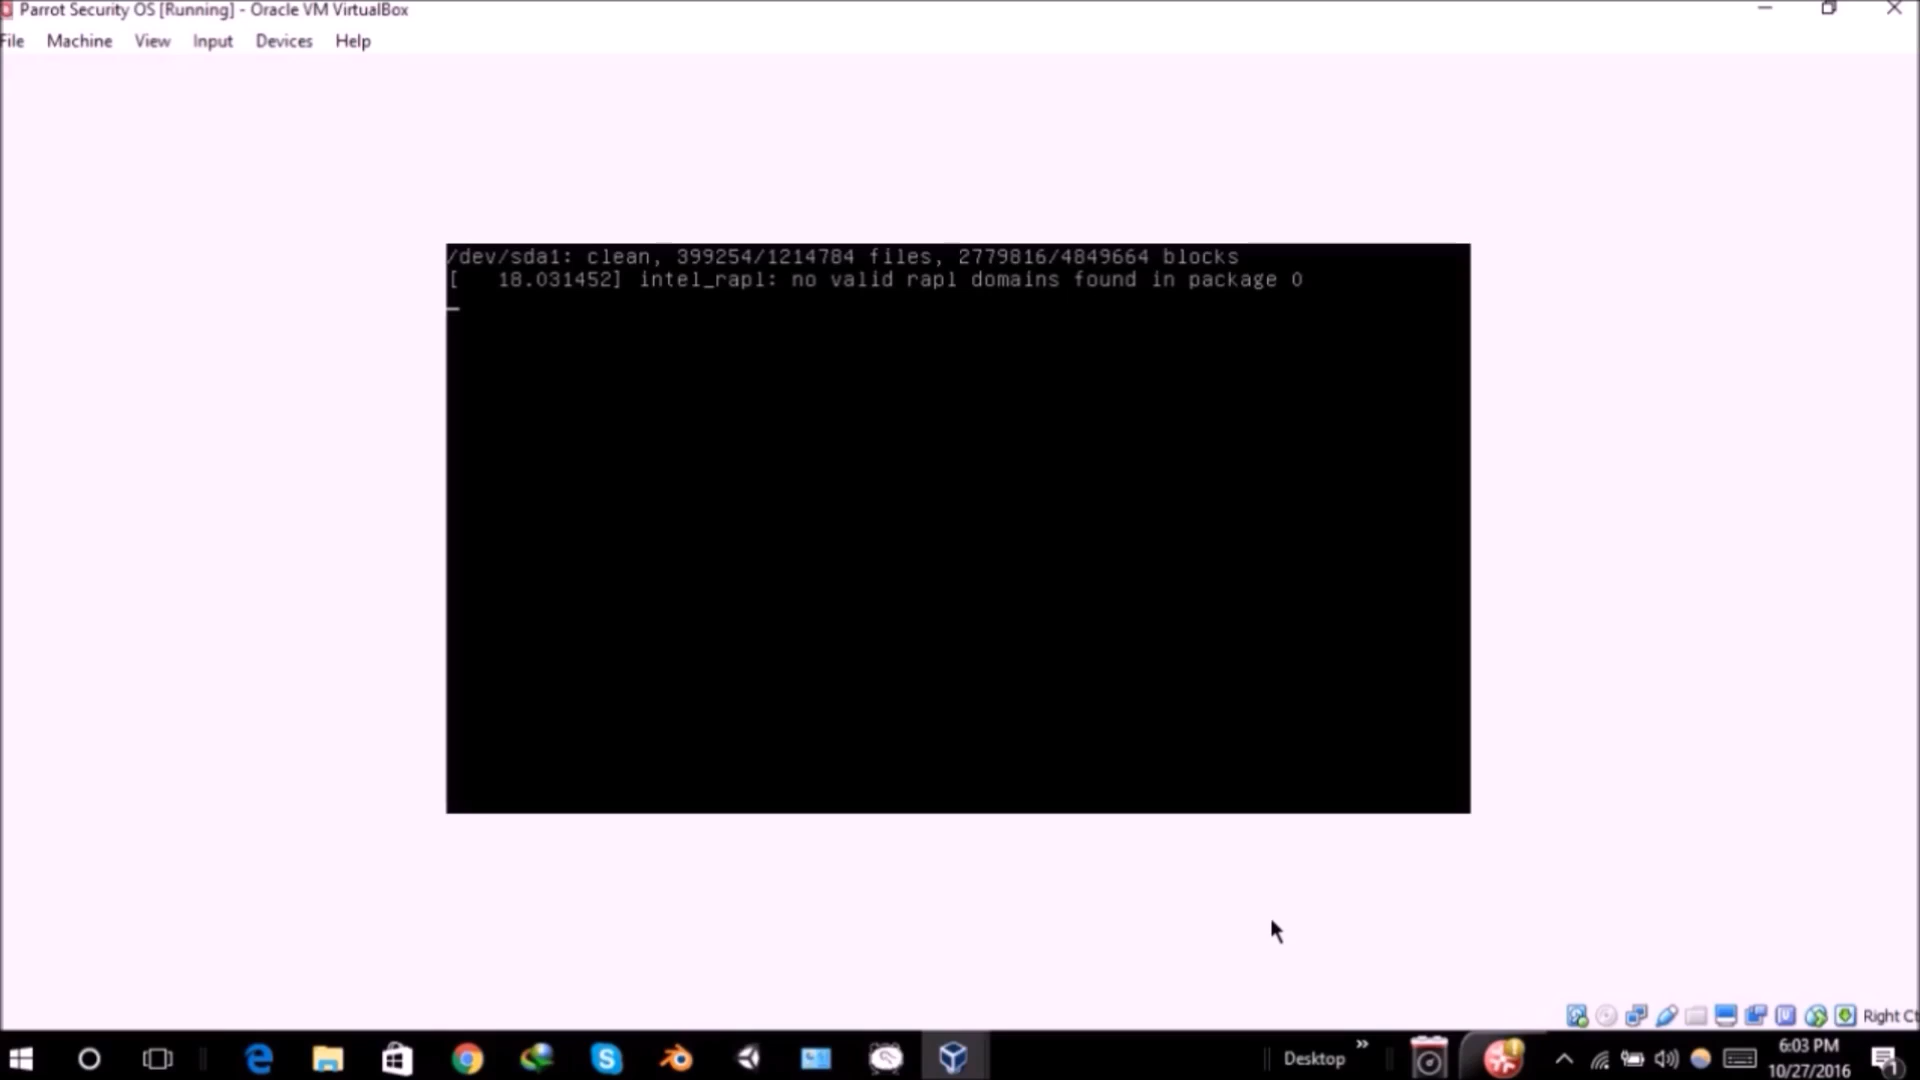 Parrot Security OS [Running] - Oracle VM VirtualBox
File Machine View Input Devices Help
/dev/sda1: clean, 399254/1214784 files, 2779816/4849664 blocks
[ 18.031452] intel_rapl: no valid rapl domains found in package 0
Right Ct
Desktop
6:03 PM
10/27/2016
1